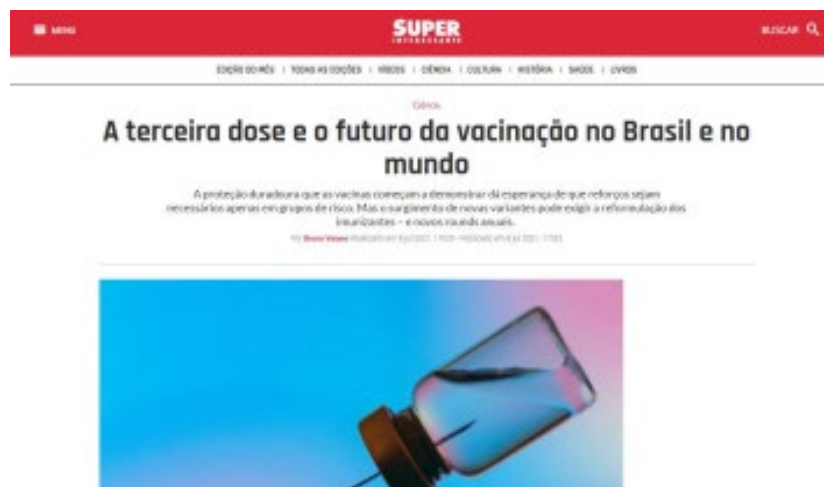 MENU
SUPER
INTERESSANTE
BUSCAR
EDIÇÃO DO MÊS | TODAS AS EDIÇÕES | VÍDEOS | CIÊNCIA | CULTURA | HISTÓRIA | SAÚDE | LIVROS
Ciência
A terceira dose e o futuro da vacinação no Brasil e no
mundo
A proteção duradoura que as vacinas começam a demonstrar dá esperança de que reforços sejam
necessários apenas em grupos de risco. Mas o surgimento de novas variantes pode exigir a reformulação dos
imunizantes – e novos rounds anuais.
Por Bruno Vaiano